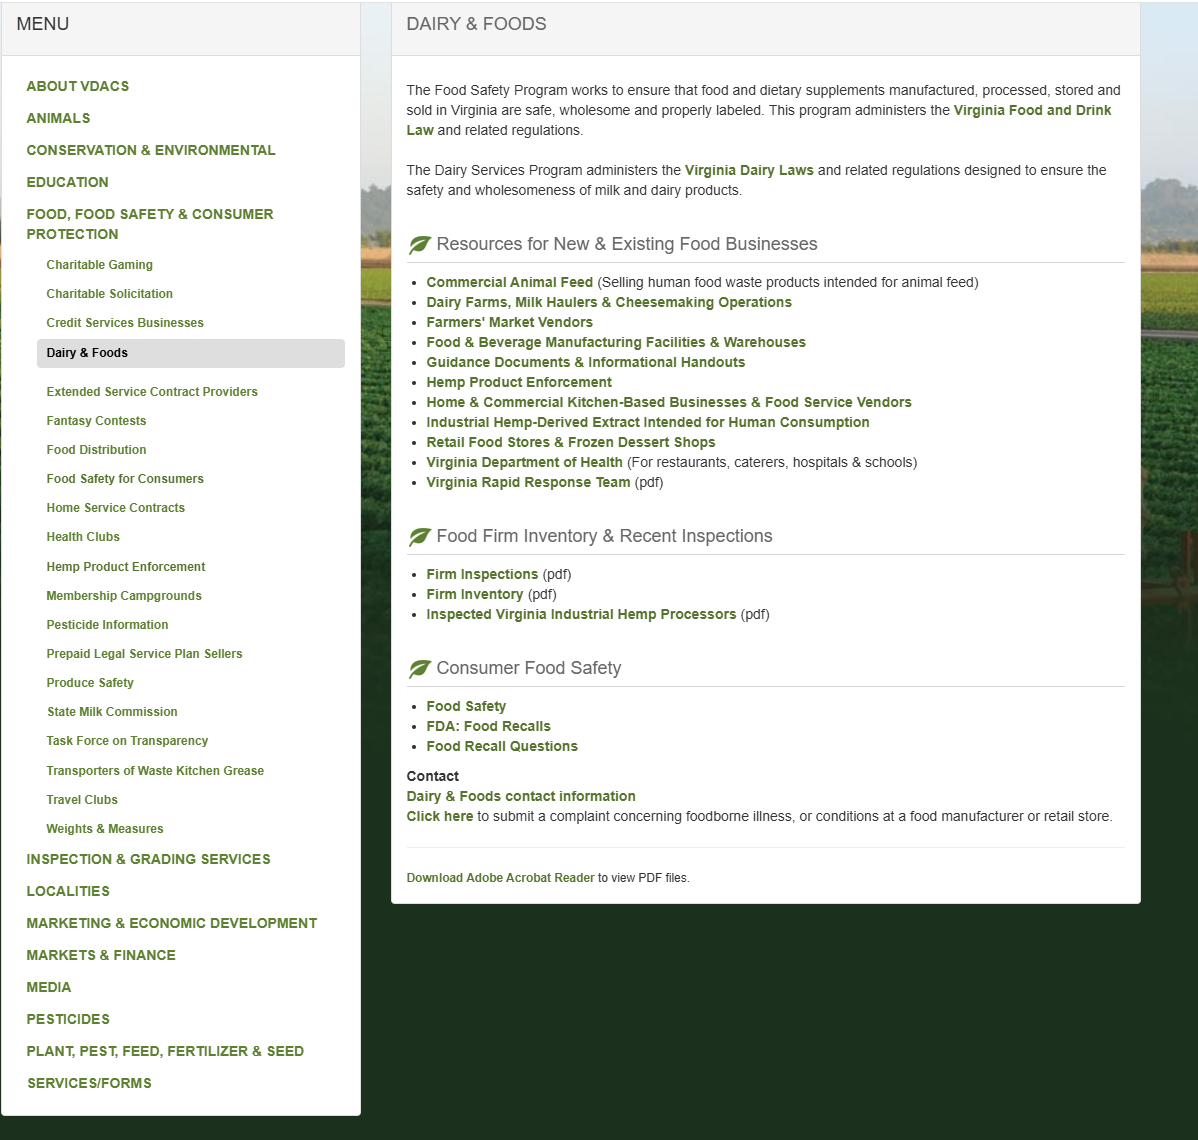 MENU
ABOUT VDACS
ANIMALS
CONSERVATION & ENVIRONMENTAL
EDUCATION
FOOD, FOOD SAFETY & CONSUMER
PROTECTION
Charitable Gaming
Charitable Solicitation
Credit Services Businesses
Dairy & Foods
Extended Service Contract Providers
Fantasy Contests
Food Distribution
Food Safety for Consumers
Home Service Contracts
Health Clubs
Hemp Product Enforcement
Membership Campgrounds
Pesticide Information
Prepaid Legal Service Plan Sellers
Produce Safety
State Milk Commission
Task Force on Transparency
Transporters of Waste Kitchen Grease
Travel Clubs
Weights & Measures
INSPECTION & GRADING SERVICES
LOCALITIES
MARKETING & ECONOMIC DEVELOPMENT
MARKETS & FINANCE
MEDIA
PESTICIDES
PLANT, PEST, FEED, FERTILIZER & SEED
SERVICES/FORMS
DAIRY & FOODS
The Food Safety Program works to ensure that food and dietary supplements manufactured, processed, stored and
sold in Virginia are safe, wholesome and properly labeled. This program administers the Virginia Food and Drink
Law and related regulations.
The Dairy Services Program administers the Virginia Dairy Laws and related regulations designed to ensure the
safety and wholesomeness of milk and dairy products.
Resources for New & Existing Food Businesses
• Commercial Animal Feed (Selling human food waste products intended for animal feed)
• Dairy Farms, Milk Haulers & Cheesemaking Operations
• Farmers' Market Vendors
• Food & Beverage Manufacturing Facilities & Warehouses
• Guidance Documents & Informational Handouts
• Hemp Product Enforcement
• Home & Commercial Kitchen-Based Businesses & Food Service Vendors
• Industrial Hemp-Derived Extract Intended for Human Consumption
• Retail Food Stores & Frozen Dessert Shops
• Virginia Department of Health (For restaurants, caterers, hospitals & schools)
• Virginia Rapid Response Team (pdf)
Food Firm Inventory & Recent Inspections
• Firm Inspections (pdf)
• Firm Inventory (pdf)
• Inspected Virginia Industrial Hemp Processors (pdf)
Consumer Food Safety
• Food Safety
• FDA: Food Recalls
• Food Recall Questions
Contact
Dairy & Foods contact information
Click here to submit a complaint concerning foodborne illness, or conditions at a food manufacturer or retail store.
Download Adobe Acrobat Reader to view PDF files.